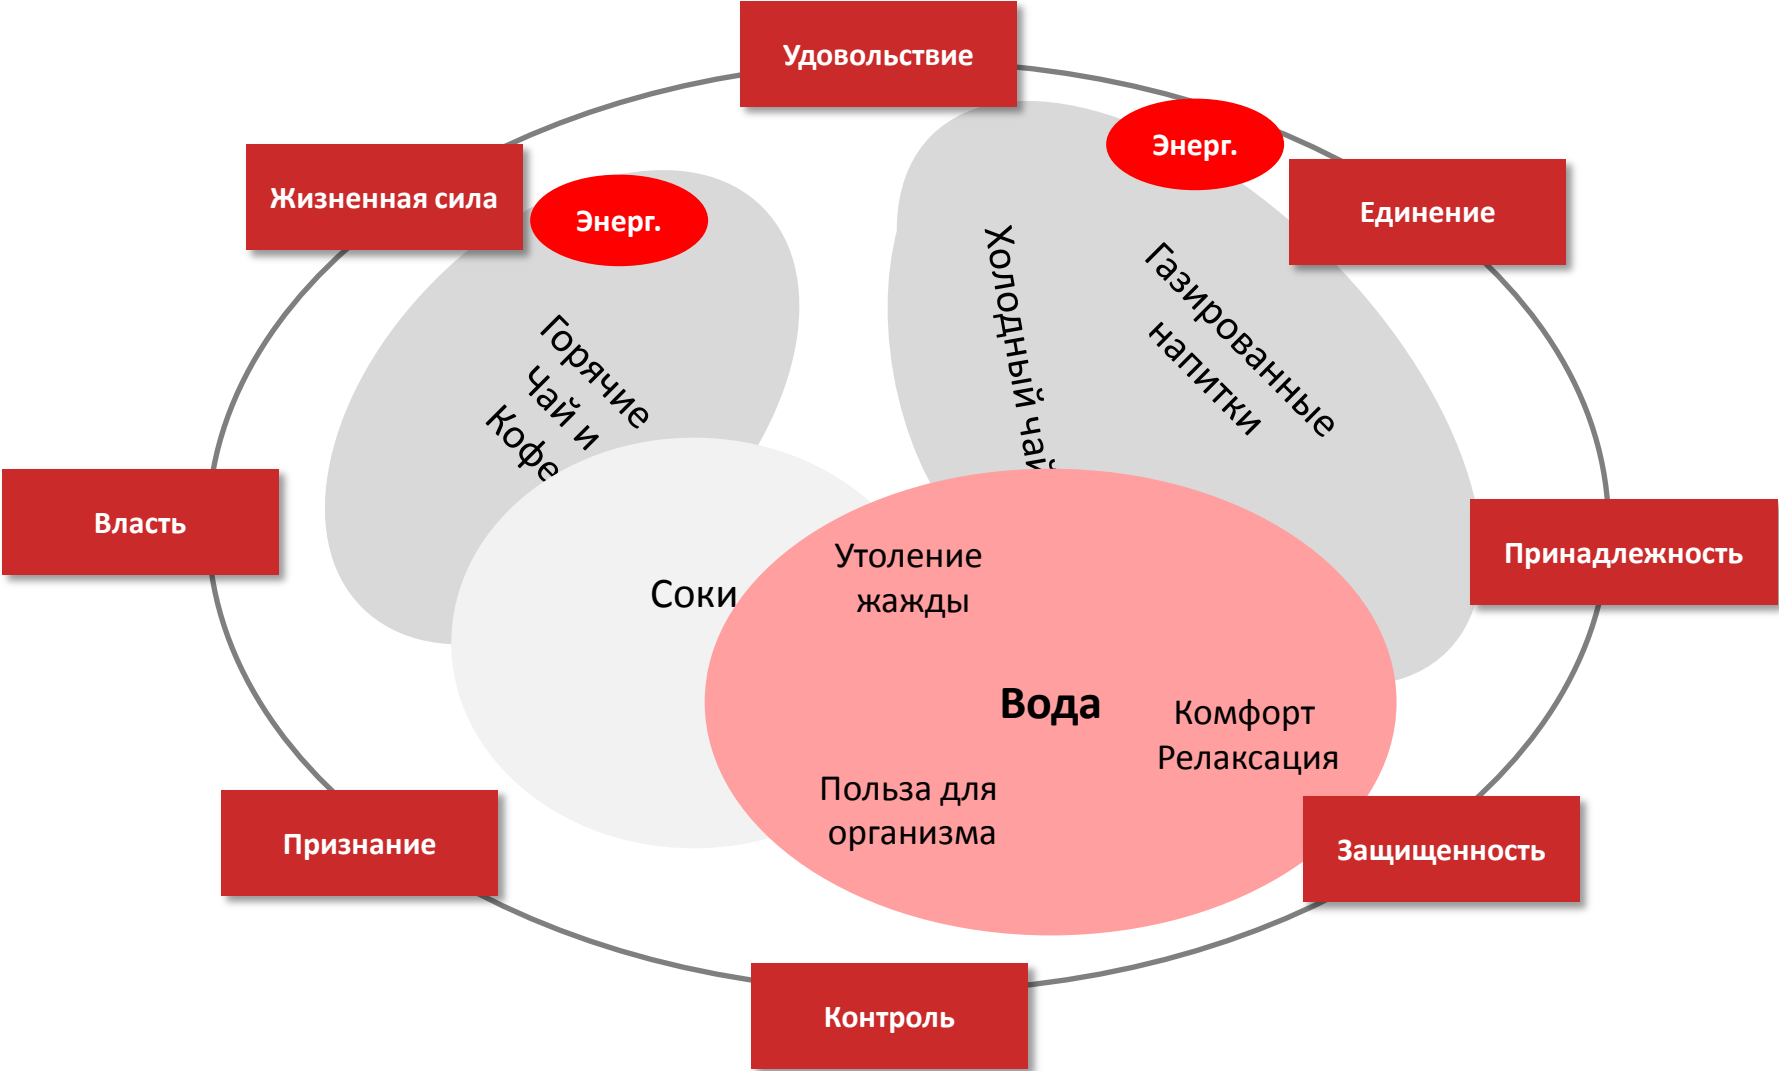 Удовольствие
Энерг.
Жизненная сила
Энерг.
Единение
Холодный чай
Газированные
напитки
Горячие
Чай и
Кофе
Власть
Принадлежность
Соки
Утоление
жажды
Вода
Комфорт
Релаксация
Польза для
организма
Признание
Защищенность
Контроль